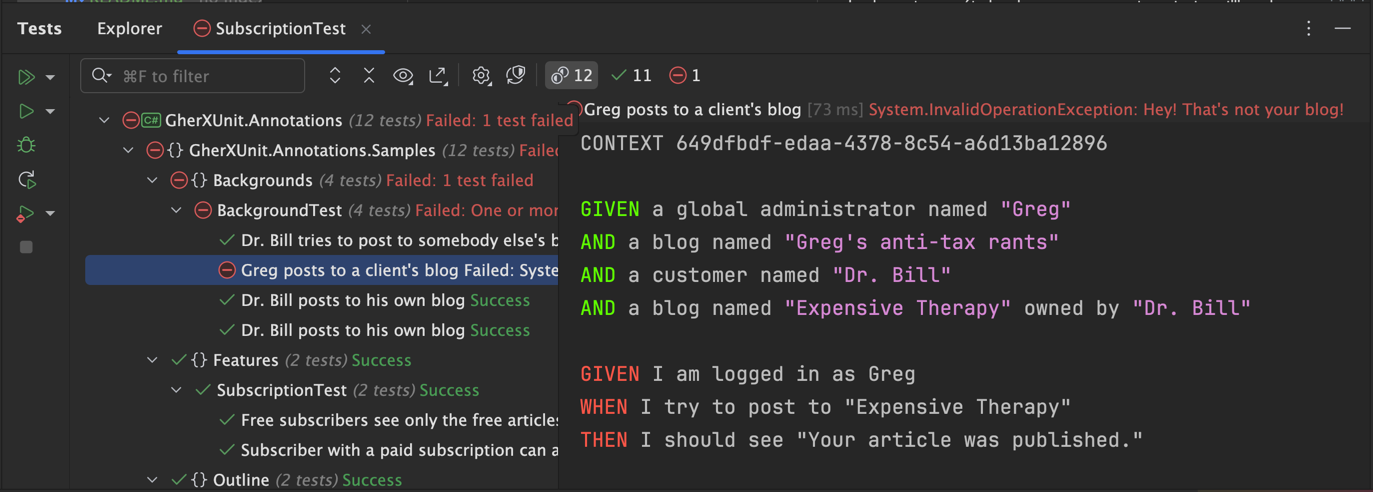 Tests Explorer SubscriptionTest
⌘F to filter 12 11 1
GherXUnit.Annotations (12 tests) Failed: 1 test failed
GherXUnit.Annotations.Samples (12 tests) Failed
Backgrounds (4 tests) Failed: 1 test failed
BackgroundTest (4 tests) Failed: One or mor
Dr. Bill tries to post to somebody else's b
Greg posts to a client's blog Failed: Syste
Dr. Bill posts to his own blog Success
Dr. Bill posts to his own blog Success
Features (2 tests) Success
SubscriptionTest (2 tests) Success
Free subscribers see only the free articles
Subscriber with a paid subscription can a
Outline (2 tests) Success
Greg posts to a client's blog [73 ms] System.InvalidOperationException: Hey! That's not your blog!
CONTEXT 649dfbdf-edaa-4378-8c54-a6d13ba12896
GIVEN a global administrator named "Greg"
AND a blog named "Greg's anti-tax rants"
AND a customer named "Dr. Bill"
AND a blog named "Expensive Therapy" owned by "Dr. Bill"
GIVEN I am logged in as Greg
WHEN I try to post to "Expensive Therapy"
THEN I should see "Your article was published."